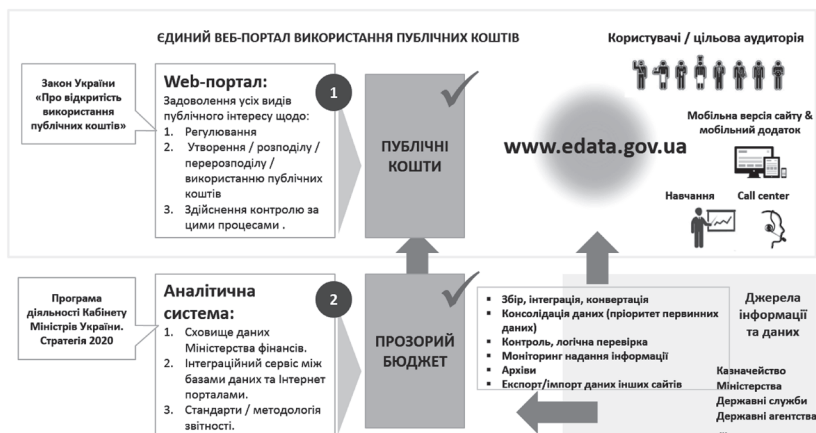 ЄДИНИЙ ВЕБ-ПОРТАЛ ВИКОРИСТАННЯ ПУБЛІЧНИХ КОШТІВ
Закон України
«Про відкритість
використання
публічних коштів»
Web-портал:
Задоволення усіх видів
публічного інтересу щодо:
1. Регулювання
2. Утворення / розподілу /
перерозподілу /
використанню публічних
коштів
3. Здійснення контролю за
цими процесами .
1
ПУБЛІЧНІ
КОШТИ
www.edata.gov.ua
Користувачі / цільова аудиторія
Мобільна версія сайту &
мобільний додаток
Навчання
Call center
Програма
діяльності Кабінету
Міністрів України.
Стратегія 2020
Аналітична
система:
1. Сховище даних
Міністерства фінансів.
2. Інтеграційний сервіс між
базами даних та Інтернет
порталами.
3. Стандарти / методологія
звітності.
2
ПРОЗОРИЙ
БЮДЖЕТ
▪ Збір, інтеграція, конвертація
▪ Консолідація даних (пріоритет первинних
даних)
▪ Контроль, логічна перевірка
▪ Моніторинг надання інформації
▪ Архіви
▪ Експорт/імпорт даних інших сайтів
Джерела
інформації
та даних
Казначейство
Міністерства
Державні служби
Державні агентства
...